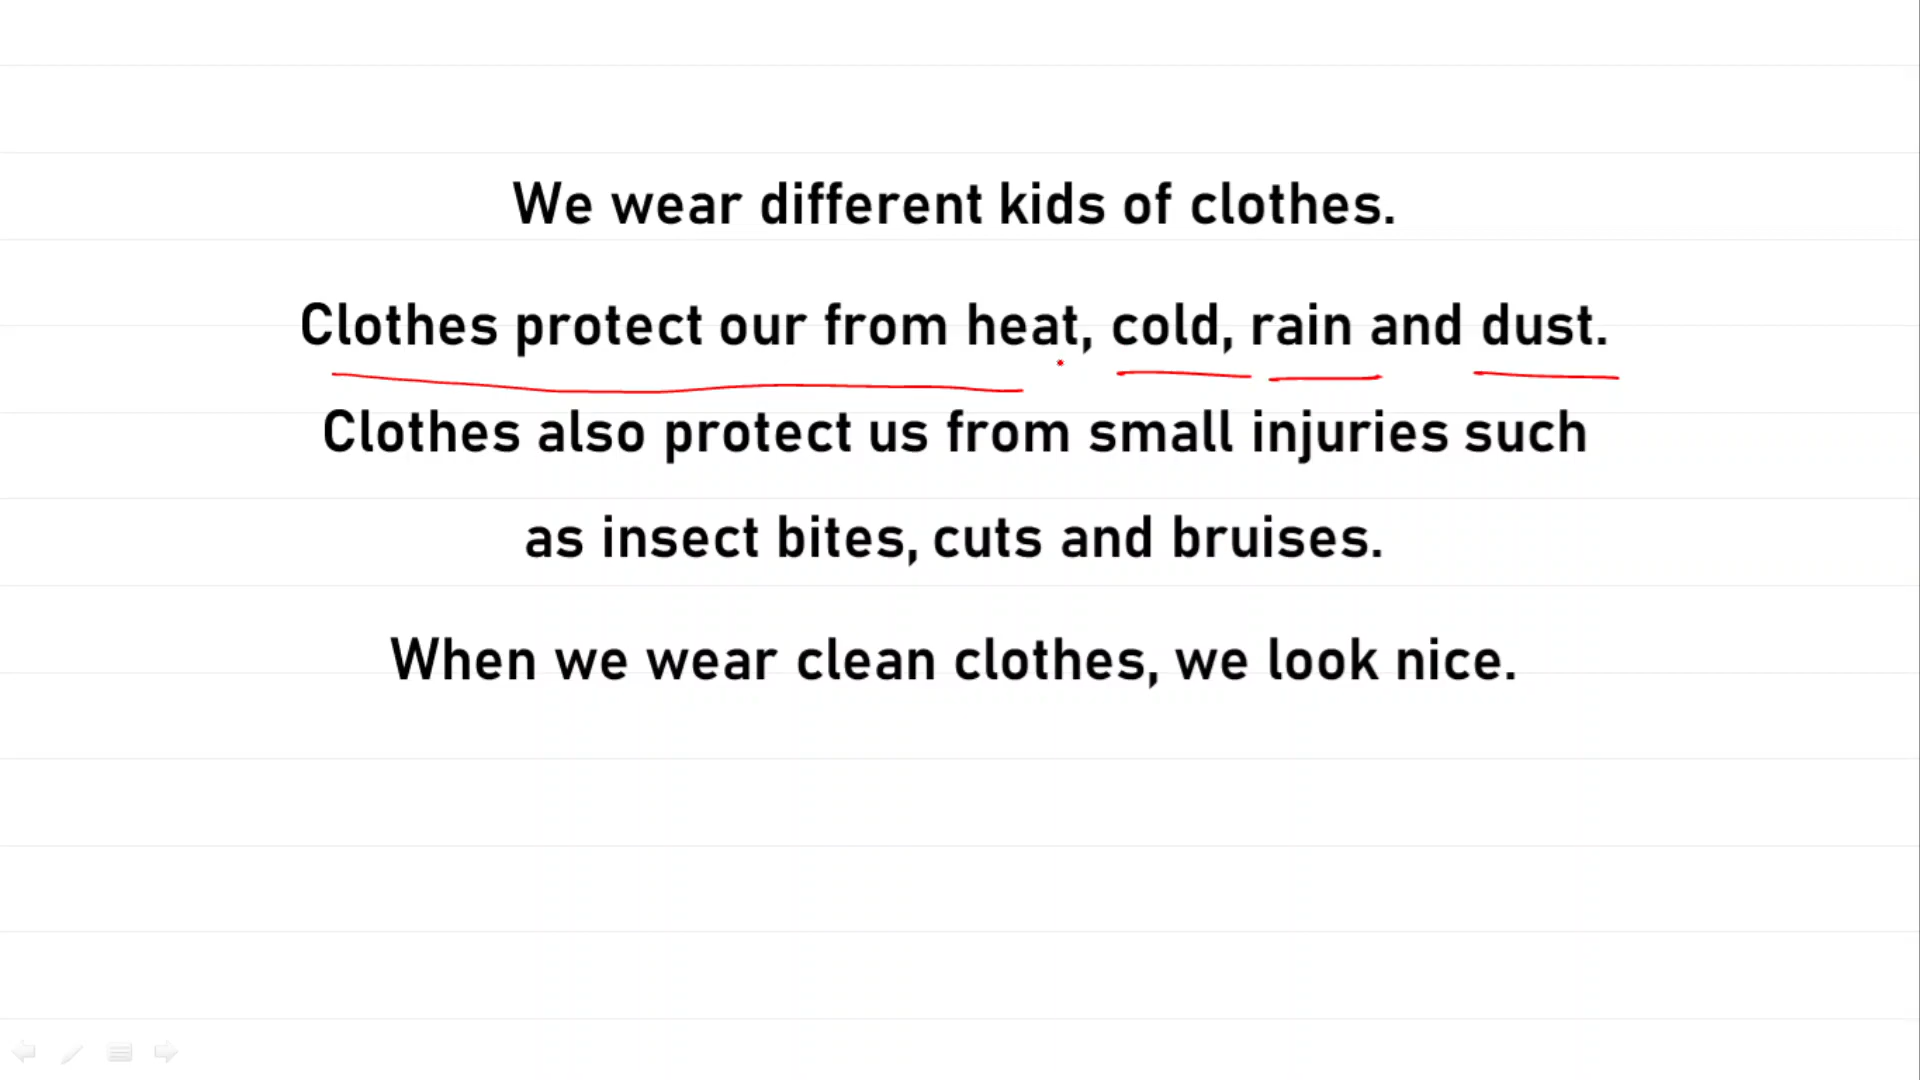 We wear different kids of clothes.
Clothes protect our from heat, cold, rain and dust.
Clothes also protect us from small injuries such
as insect bites, cuts and bruises.
When we wear clean clothes, we look nice.